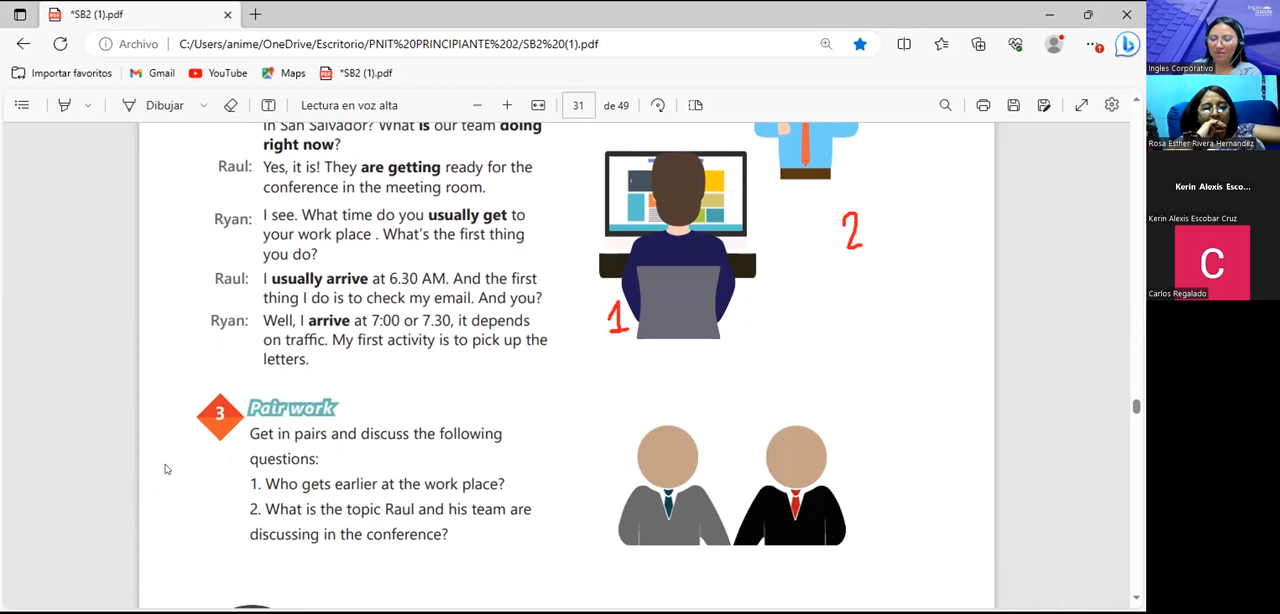 *SB2 (1).pdf
Archivo
C:/Users/anime/OneDrive/Escritorio/PNIT%20PRINCIPIANTE%202/SB2%20(1).pdf
Importar favoritos
Gmail
YouTube
Maps
*SB2 (1).pdf
Dibujar
Lectura en voz alta
31
de 49
in San Salvador? What is our team doing
right now?
Raul: Yes, it is! They are getting ready for the
conference in the meeting room.
Ryan: I see. What time do you usually get to
your work place . What's the first thing
you do?
Raul: I usually arrive at 6.30 AM. And the first
thing I do is to check my email. And you?
Ryan: Well, I arrive at 7:00 or 7.30, it depends
on traffic. My first activity is to pick up the
letters.
1
2
3
Pair work
Get in pairs and discuss the following
questions:
1. Who gets earlier at the work place?
2. What is the topic Raul and his team are
discussing in the conference?
Ingles Corporativo
Rosa Esther Rivera Hernandez
Kerin Alexis Esco...
Kerin Alexis Escobar Cruz
C
Carlos Regalado